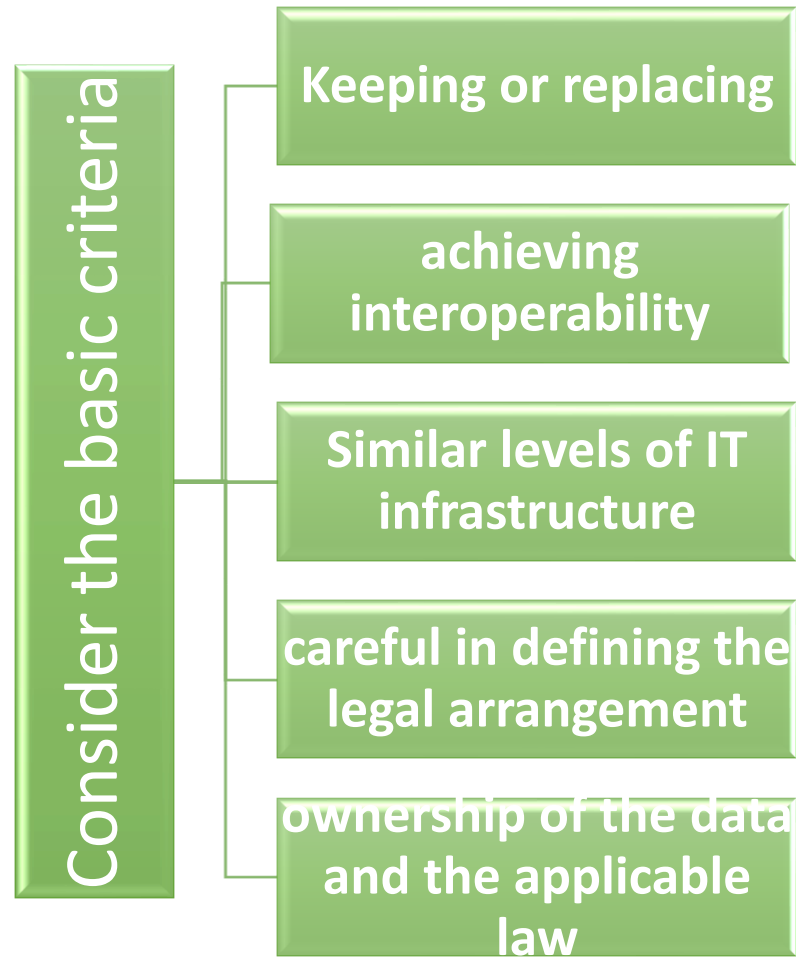 Consider the basic criteria
Keeping or replacing
achieving
interoperability
Similar levels of IT
infrastructure
careful in defining the
legal arrangement
ownership of the data
and the applicable
law